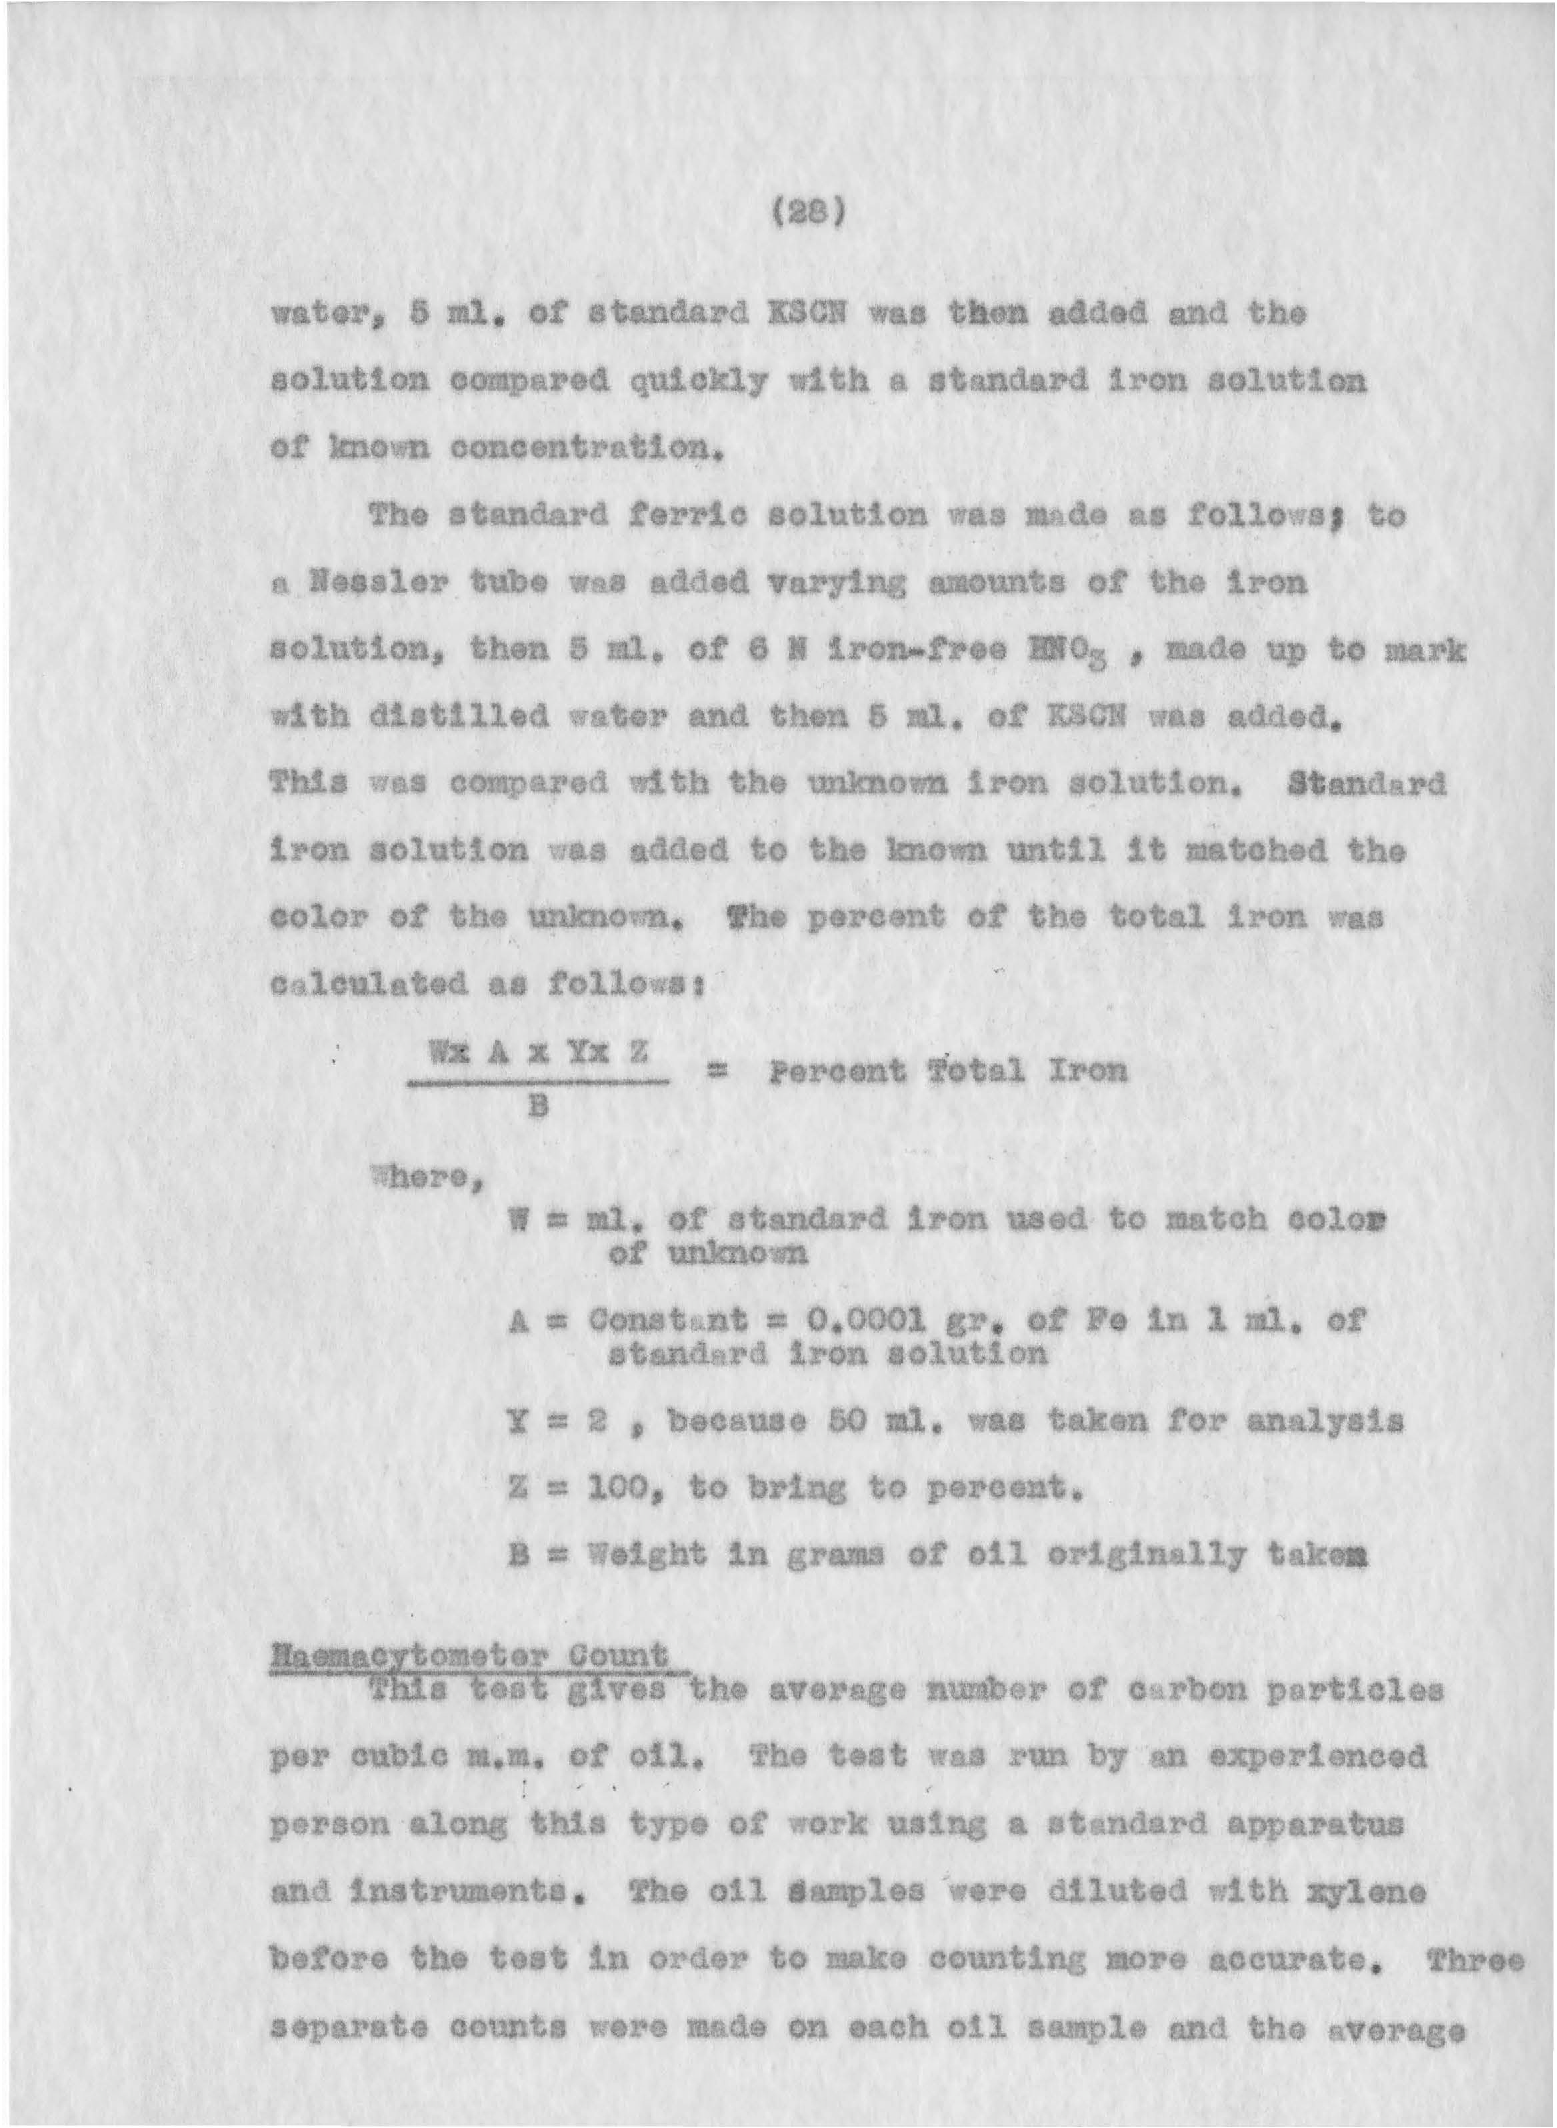 (28)
water, 5 ml. of standard KSCN was then added and the
solution compared quickly with a standard iron solution
of known concentration.
The standard ferric solution was made as follows; to
a Nessler tube was added varying amounts of the iron
solution, then 5 ml. of 6 N iron-free HNO3 , made up to mark
with distilled water and then 5 ml. of KSCN was added.
This was compared with the unknown iron solution. Standard
iron solution was added to the known until it matched the
color of the unknown. The percent of the total iron was
calculated as follows:
Wx A x Yx Z
= Percent Total Iron
B
Where,
W = ml. of standard iron used to match color
of unknown
A = Constant = 0.0001 gr. of Fe in 1 ml. of
standard iron solution
Y = 2 , because 50 ml. was taken for analysis
Z = 100, to bring to percent.
B = Weight in grams of oil originally taken
Haemacytometer Count
This test gives the average number of carbon particles
per cubic m.m. of oil. The test was run by an experienced
person along this type of work using a standard apparatus
and instruments. The oil samples were diluted with xylene
before the test in order to make counting more accurate. Three
separate counts were made on each oil sample and the average